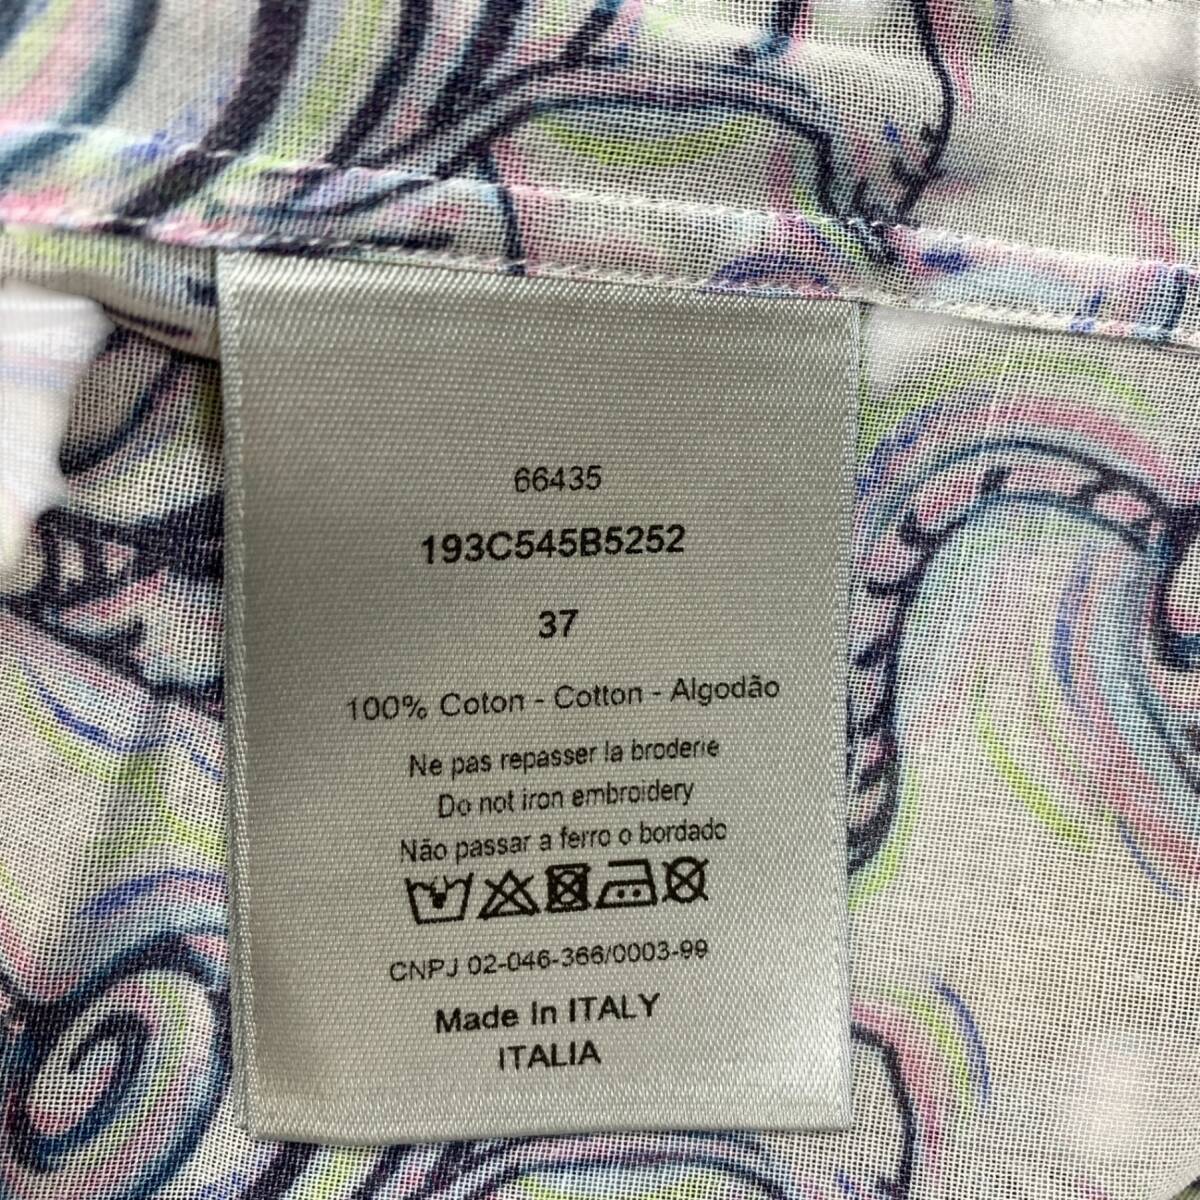 66435
193C545B5252
37
100% Coton - Cotton - Algodão
Ne pas repasser la broderie
Do not iron embroidery
Não passar a ferro o bordado
CNPJ 02-046-366/0003-99
Made In ITALY
ITALIA